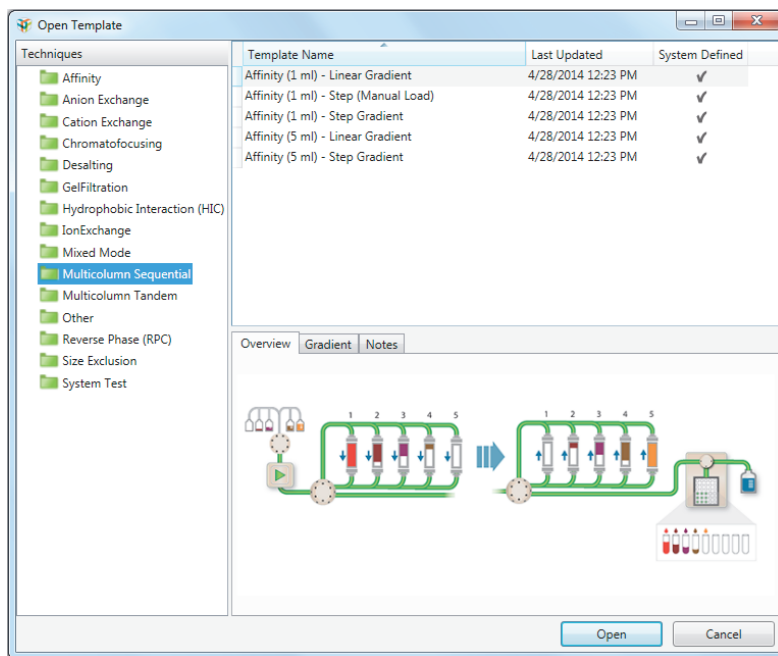 Open Template
Techniques
Affinity
Anion Exchange
Cation Exchange
Chromatofocusing
Desalting
GelFiltration
Hydrophobic Interaction (HIC)
IonExchange
Mixed Mode
Multicolumn Sequential
Multicolumn Tandem
Other
Reverse Phase (RPC)
Size Exclusion
System Test
Template Name Last Updated System Defined
Affinity (1 ml) - Linear Gradient 4/28/2014 12:23 PM ✔
Affinity (1 ml) - Step (Manual Load) 4/28/2014 12:23 PM ✔
Affinity (1 ml) - Step Gradient 4/28/2014 12:23 PM ✔
Affinity (5 ml) - Linear Gradient 4/28/2014 12:23 PM ✔
Affinity (5 ml) - Step Gradient 4/28/2014 12:23 PM ✔
Overview Gradient Notes
1 2 3 4 5 1 2 3 4 5
Open Cancel